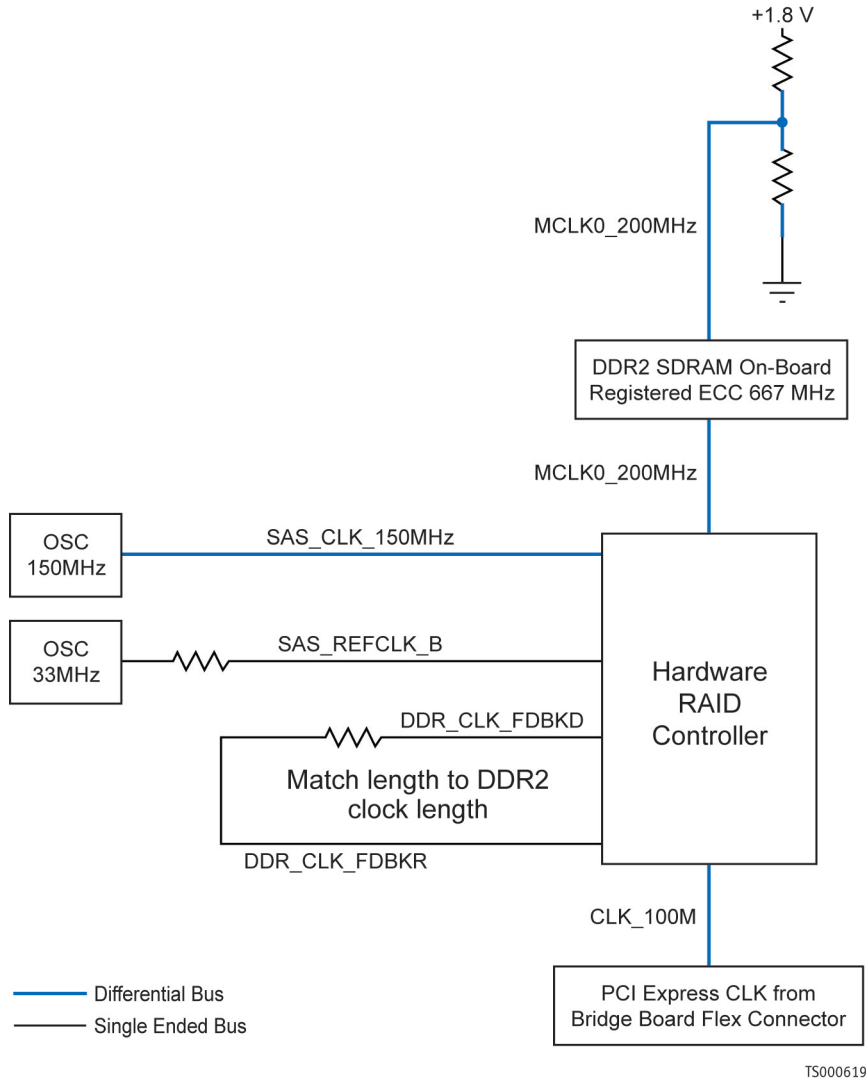 +1.8 V
MCLK0_200MHz
DDR2 SDRAM On-Board
Registered ECC 667 MHz
MCLK0_200MHz
OSC
150MHz
SAS_CLK_150MHz
OSC
33MHz
SAS_REFCLK_B
Hardware
RAID
Controller
DDR_CLK_FDBKD
Match length to DDR2
clock length
DDR_CLK_FDBKR
CLK_100M
PCI Express CLK from
Bridge Board Flex Connector
Differential Bus
Single Ended Bus
TS000619